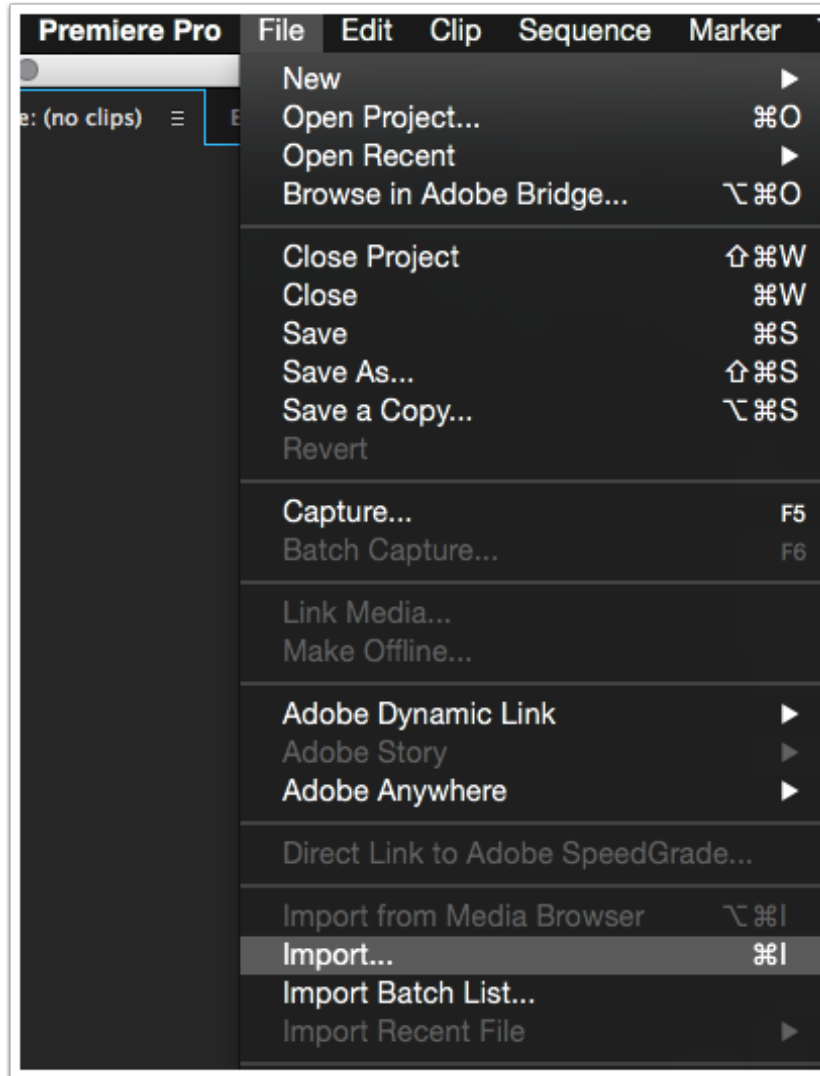 Premiere Pro File Edit Clip Sequence Marker
e: (no clips)
New
Open Project... ⌘O
Open Recent
Browse in Adobe Bridge... ⌥⌘O
Close Project ⇧⌘W
Close ⌘W
Save ⌘S
Save As... ⇧⌘S
Save a Copy... ⌥⌘S
Revert
Capture... F5
Batch Capture... F6
Link Media...
Make Offline...
Adobe Dynamic Link
Adobe Story
Adobe Anywhere
Direct Link to Adobe SpeedGrade...
Import from Media Browser ⌥⌘I
Import... ⌘I
Import Batch List...
Import Recent File